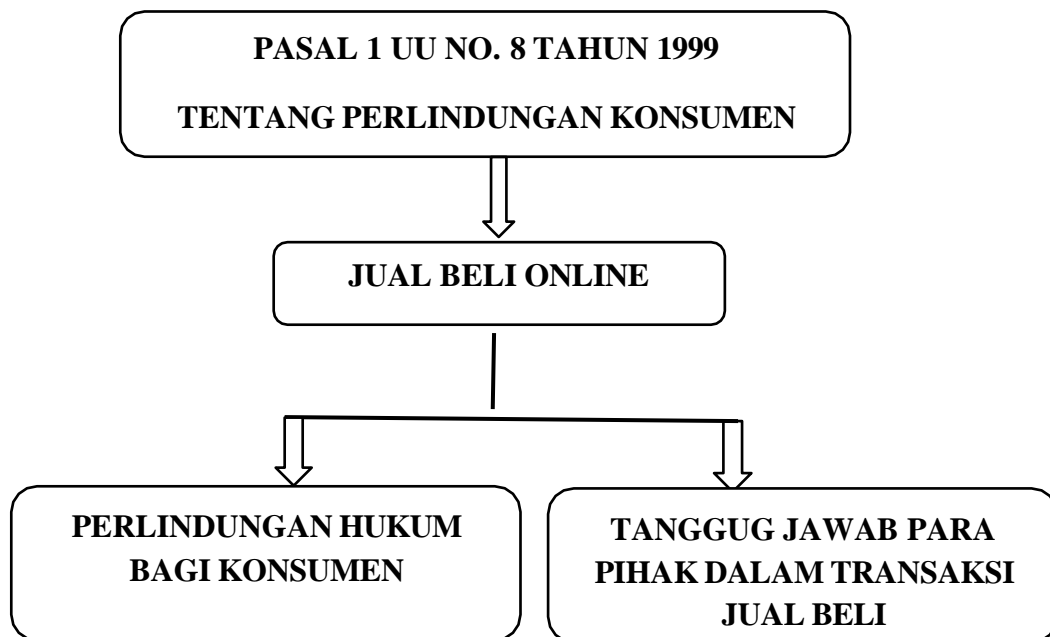 PASAL 1 UU NO. 8 TAHUN 1999
TENTANG PERLINDUNGAN KONSUMEN
JUAL BELI ONLINE
PERLINDUNGAN HUKUM
BAGI KONSUMEN
TANGGUG JAWAB PARA
PIHAK DALAM TRANSAKSI
JUAL BELI